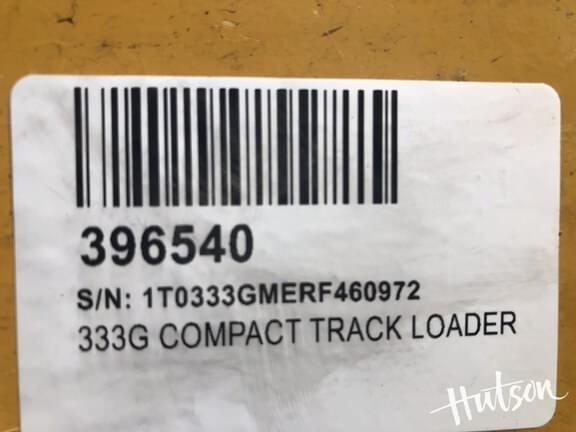 396540
S/N: 1T0333GMERF460972
333G COMPACT TRACK LOADER
Hutson